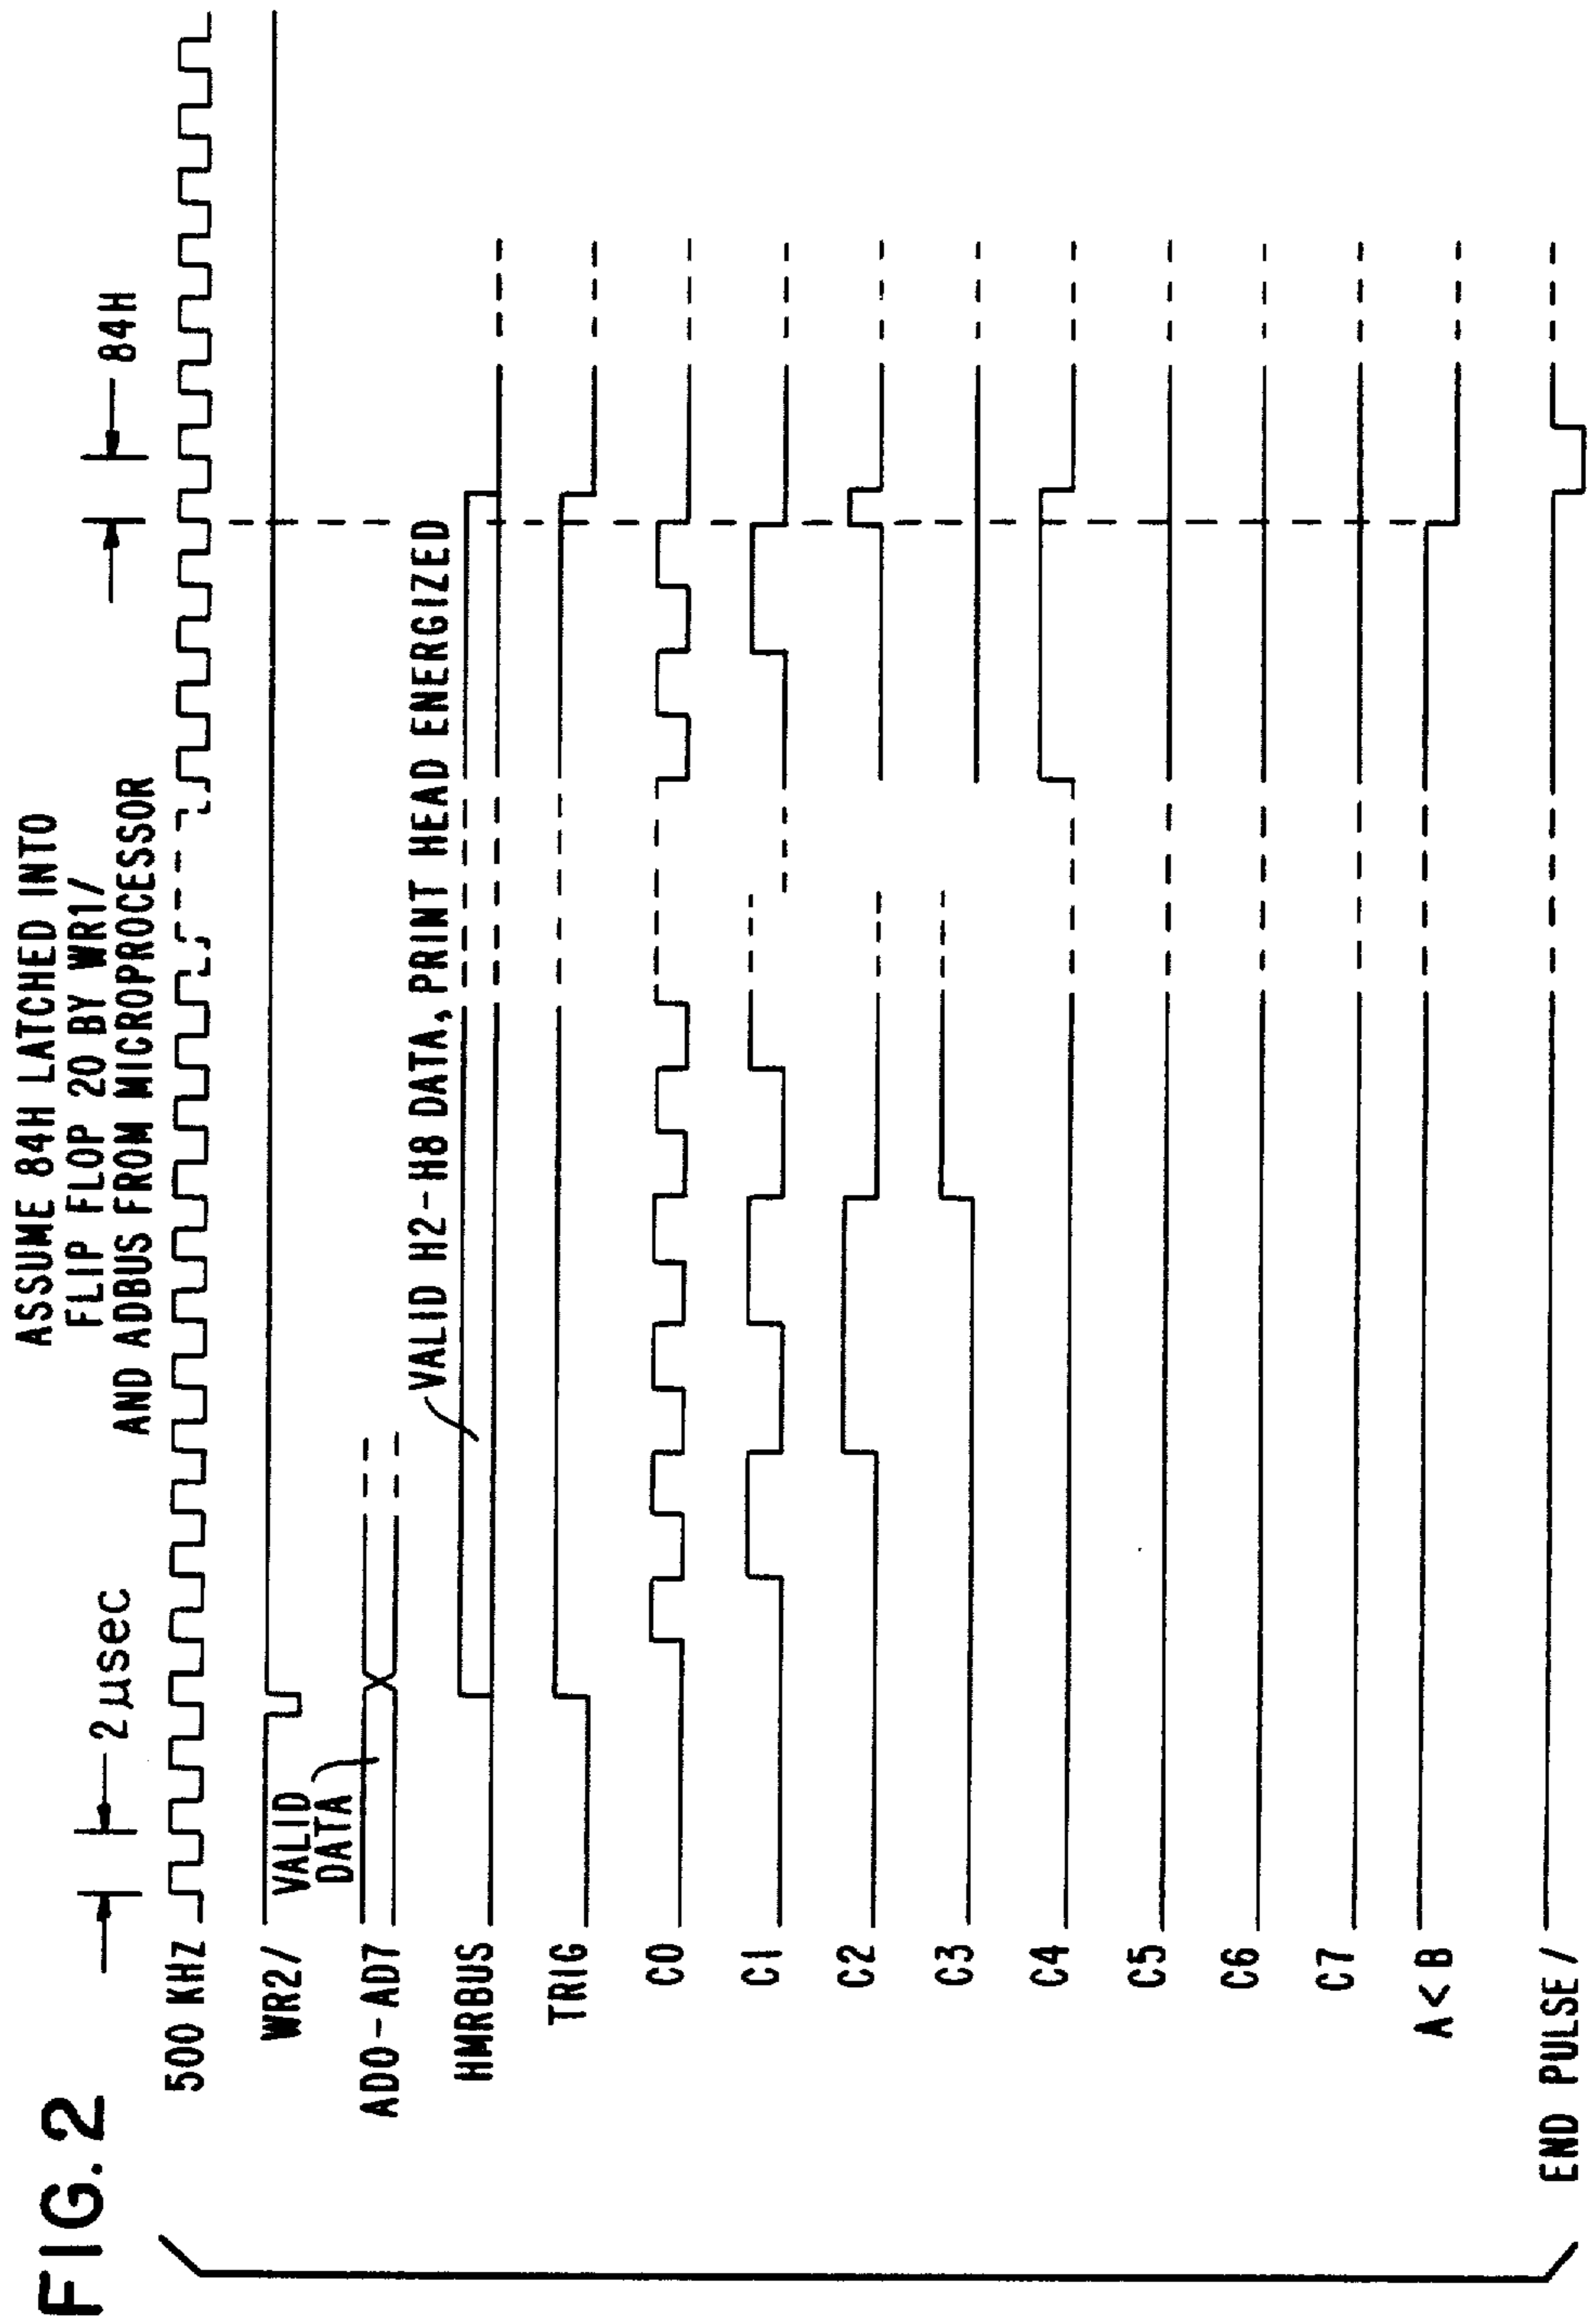 FIG. 2
ASSUME 84H LATCHED INTO
FLIP FLOP 20 BY WR1/
AND ADBUS FROM MICROPROCESSOR
2 µsec
84H
500 KHZ
WR2/
VALID
DATA
AD0-AD7
VALID H2-H8 DATA, PRINT HEAD ENERGIZED
HMRBUS
TRIG
C0
C1
C2
C3
C4
C5
C6
C7
A < B
END PULSE /